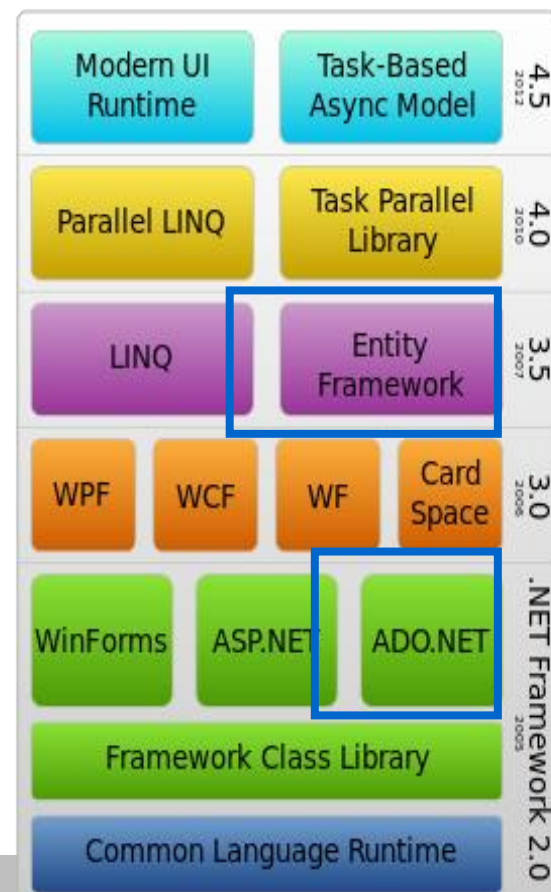 Modern UI
Runtime
Task-Based
Async Model
4.5
2012
Parallel LINQ
Task Parallel
Library
4.0
2010
LINQ
Entity
Framework
3.5
2007
WPF
WCF
WF
Card
Space
3.0
2006
WinForms
ASP.NET
ADO.NET
Framework Class Library
Common Language Runtime
.NET Framework 2.0
2005